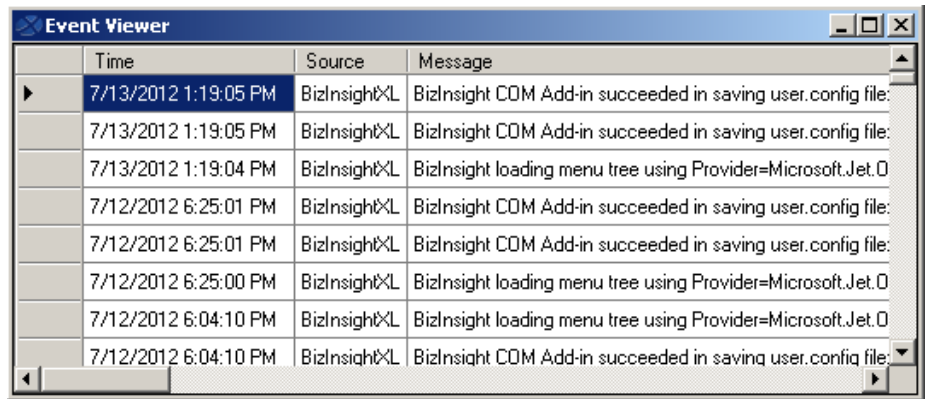 Event Viewer
Time Source Message
7/13/2012 1:19:05 PM BizInsightXL BizInsight COM Add-in succeeded in saving user.config file:
7/13/2012 1:19:05 PM BizInsightXL BizInsight COM Add-in succeeded in saving user.config file:
7/13/2012 1:19:04 PM BizInsightXL BizInsight loading menu tree using Provider=Microsoft.Jet.O
7/12/2012 6:25:01 PM BizInsightXL BizInsight COM Add-in succeeded in saving user.config file:
7/12/2012 6:25:01 PM BizInsightXL BizInsight COM Add-in succeeded in saving user.config file:
7/12/2012 6:25:00 PM BizInsightXL BizInsight loading menu tree using Provider=Microsoft.Jet.O
7/12/2012 6:04:10 PM BizInsightXL BizInsight loading menu tree using Provider=Microsoft.Jet.O
7/12/2012 6:04:10 PM BizInsightXL BizInsight COM Add-in succeeded in saving user.config file: